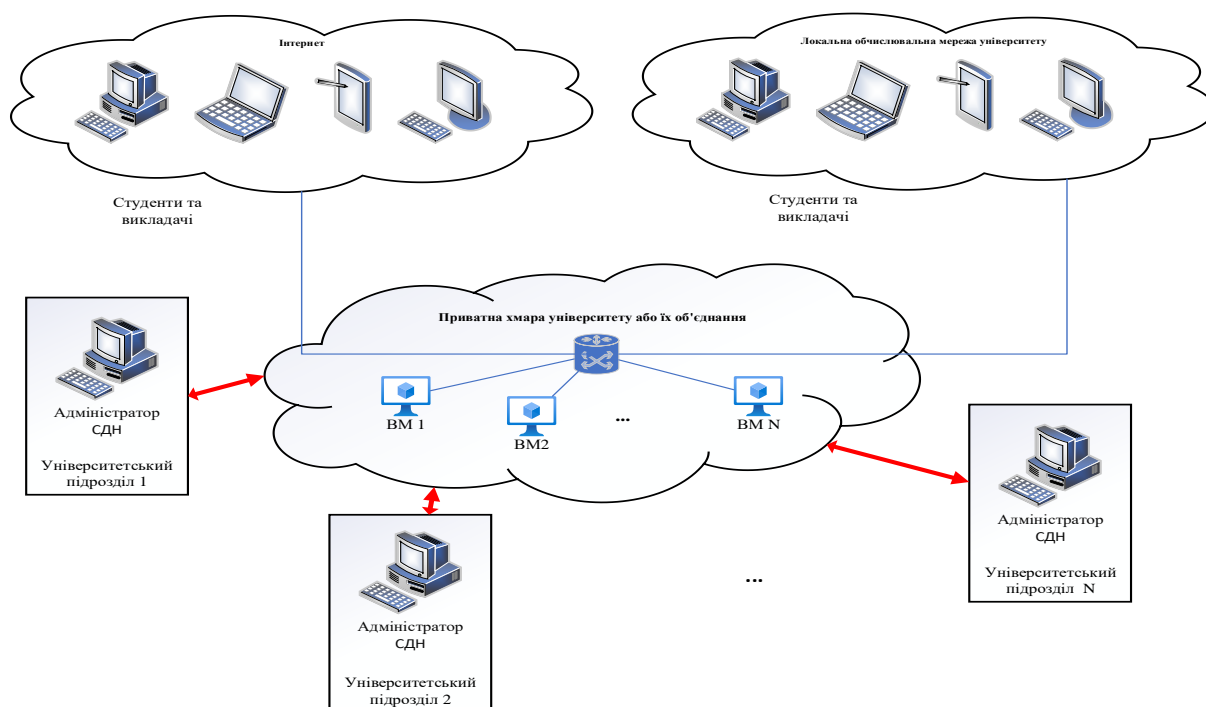 Інтернет
Локальна обчислювальна мережа університету
Студенти та
викладачі
Студенти та
викладачі
Приватна хмара університету або їх об'єднання
ВМ 1
ВМ2
...
ВМ N
Адміністратор
СДН
Університетський
підрозділ 1
Адміністратор
СДН
Університетський
підрозділ 2
...
Адміністратор
СДН
Університетський
підрозділ N